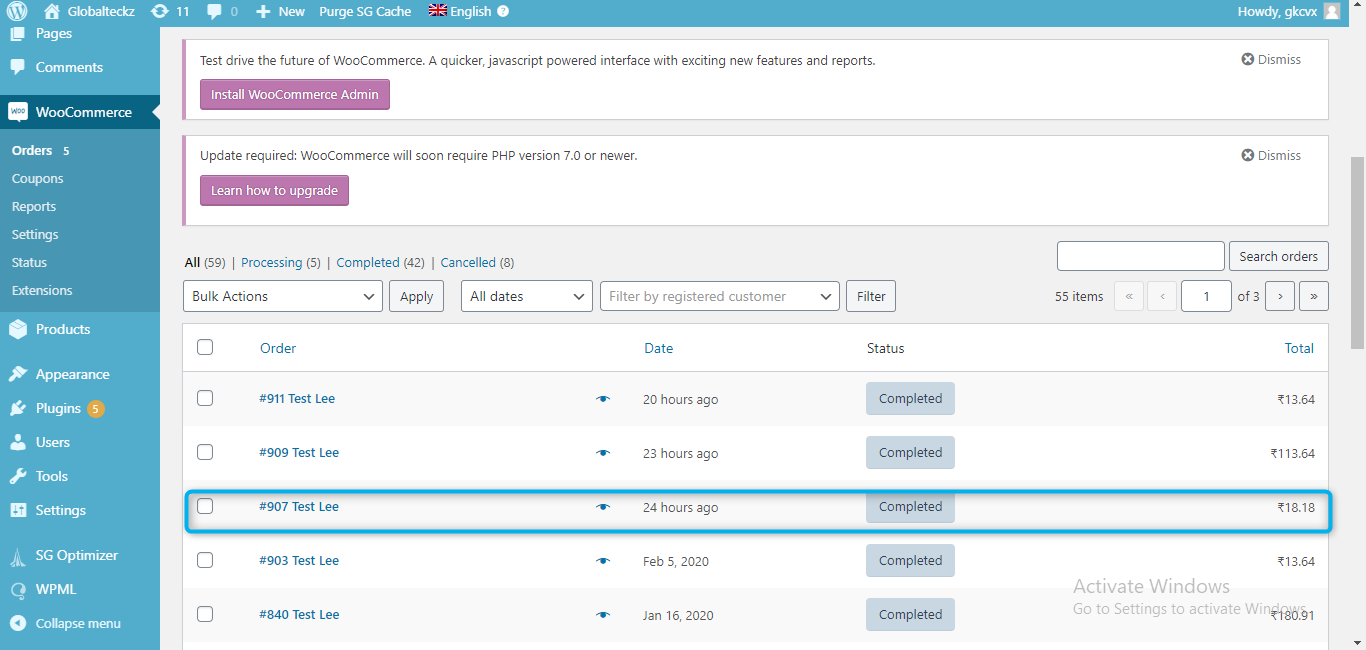 Globalteckz 11 0 New Purge SG Cache English Howdy, gkcvx
Pages
Comments
WooCommerce
Orders 5
Coupons
Reports
Settings
Status
Extensions
Products
Appearance
Plugins 5
Users
Tools
Settings
SG Optimizer
WPML
Collapse menu
Test drive the future of WooCommerce. A quicker, javascript powered interface with exciting new features and reports. Dismiss
Install WooCommerce Admin
Update required: WooCommerce will soon require PHP version 7.0 or newer. Dismiss
Learn how to upgrade
All (59) | Processing (5) | Completed (42) | Cancelled (8)
Search orders
Bulk Actions Apply All dates Filter by registered customer Filter 55 items « ‹ 1 of 3 › »
Order Date Status Total
#911 Test Lee 20 hours ago Completed ₹13.64
#909 Test Lee 23 hours ago Completed ₹113.64
#907 Test Lee 24 hours ago Completed ₹18.18
#903 Test Lee Feb 5, 2020 Completed ₹13.64
#840 Test Lee Jan 16, 2020 Completed ₹180.91
Activate Windows
Go to Settings to activate Windows.